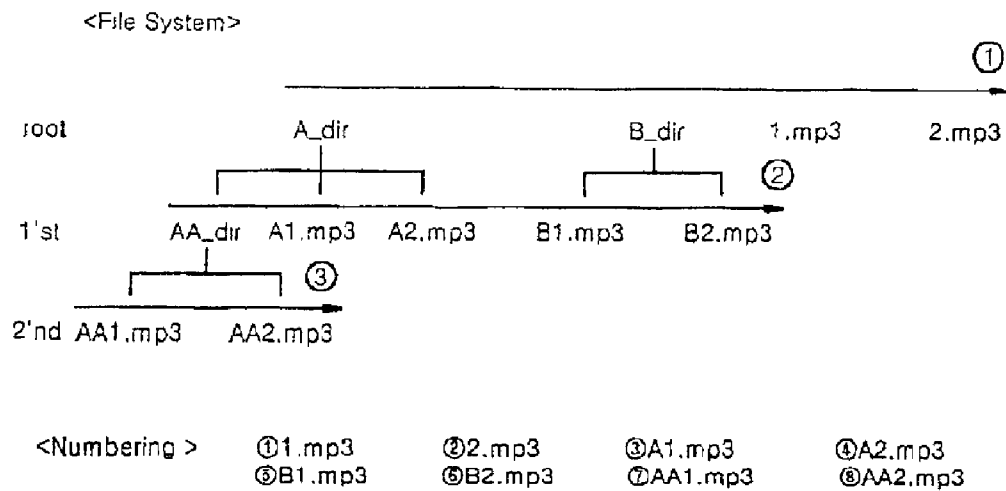 <File System>
①
root A_dir B_dir 1.mp3 2.mp3
②
1'st AA_dir A1.mp3 A2.mp3 B1.mp3 B2.mp3
③
2'nd AA1.mp3 AA2.mp3
<Numbering > ①1.mp3 ②2.mp3 ③A1.mp3 ④A2.mp3
⑤B1.mp3 ⑥B2.mp3 ⑦AA1.mp3 ⑧AA2.mp3